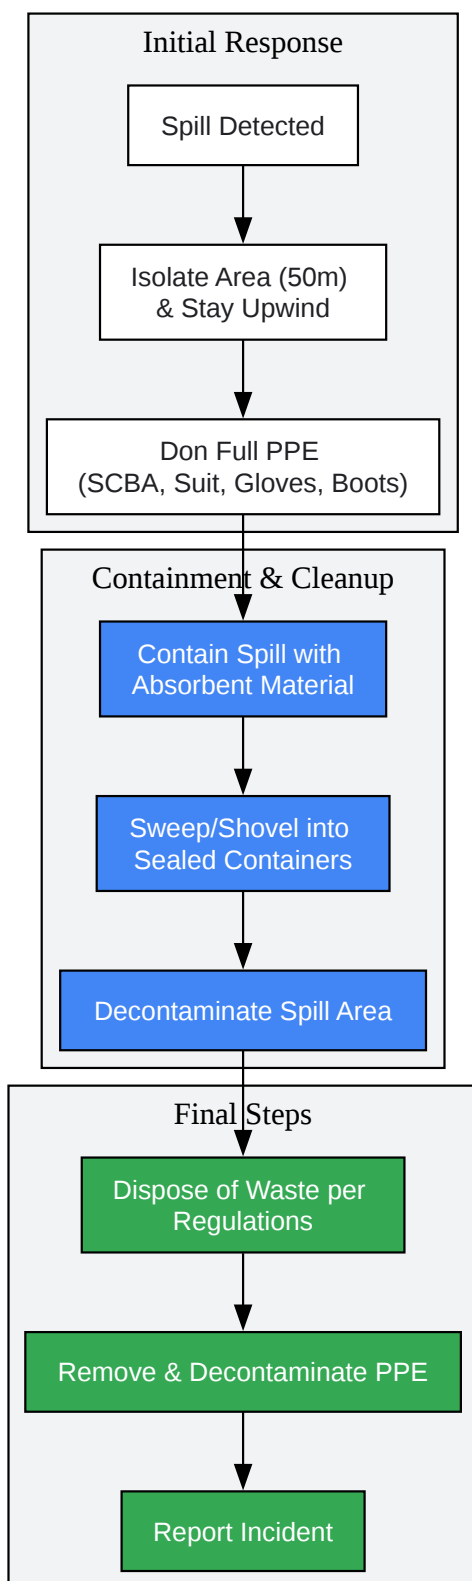 Initial Response
Spill Detected
Isolate Area (50m)
& Stay Upwind
Don Full PPE
(SCBA, Suit, Gloves, Boots)
Containment & Cleanup
Contain Spill with
Absorbent Material
Sweep/Shovel into
Sealed Containers
Decontaminate Spill Area
Final Steps
Dispose of Waste per
Regulations
Remove & Decontaminate PPE
Report Incident